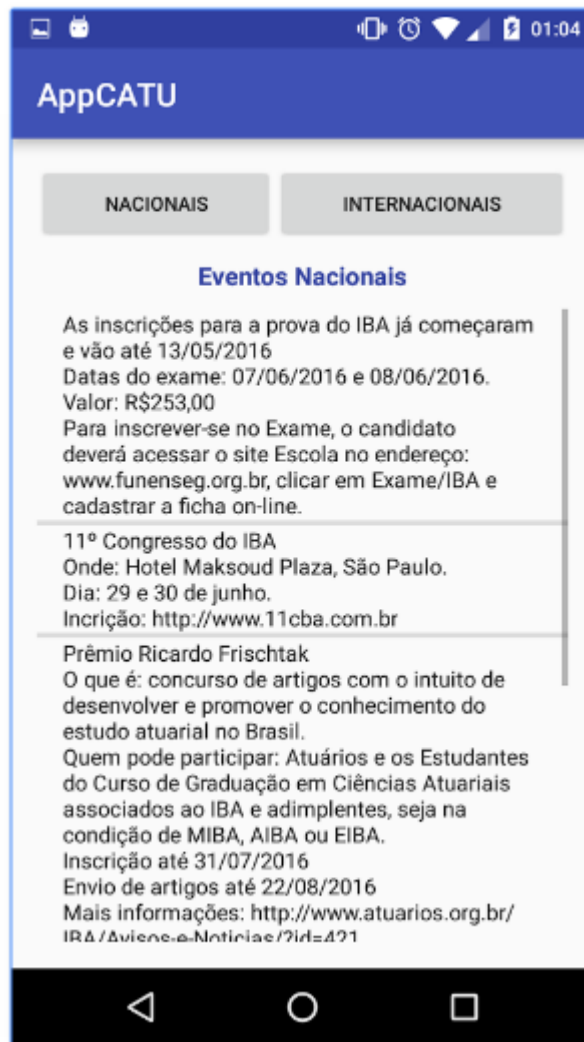 01:04
AppCATU
NACIONAIS
INTERNACIONAIS
Eventos Nacionais
As inscrições para a prova do IBA já começaram
e vão até 13/05/2016
Datas do exame: 07/06/2016 e 08/06/2016.
Valor: R$253,00
Para inscrever-se no Exame, o candidato
deverá acessar o site Escola no endereço:
www.funenseg.org.br, clicar em Exame/IBA e
cadastrar a ficha on-line.
11º Congresso do IBA
Onde: Hotel Maksoud Plaza, São Paulo.
Dia: 29 e 30 de junho.
Incrição: http://www.11cba.com.br
Prêmio Ricardo Frischtak
O que é: concurso de artigos com o intuito de
desenvolver e promover o conhecimento do
estudo atuarial no Brasil.
Quem pode participar: Atuários e os Estudantes
do Curso de Graduação em Ciências Atuariais
associados ao IBA e adimplentes, seja na
condição de MIBA, AIBA ou EIBA.
Inscrição até 31/07/2016
Envio de artigos até 22/08/2016
Mais informações: http://www.atuarios.org.br/
IBA/Avisos-e-Noticias/?id=421